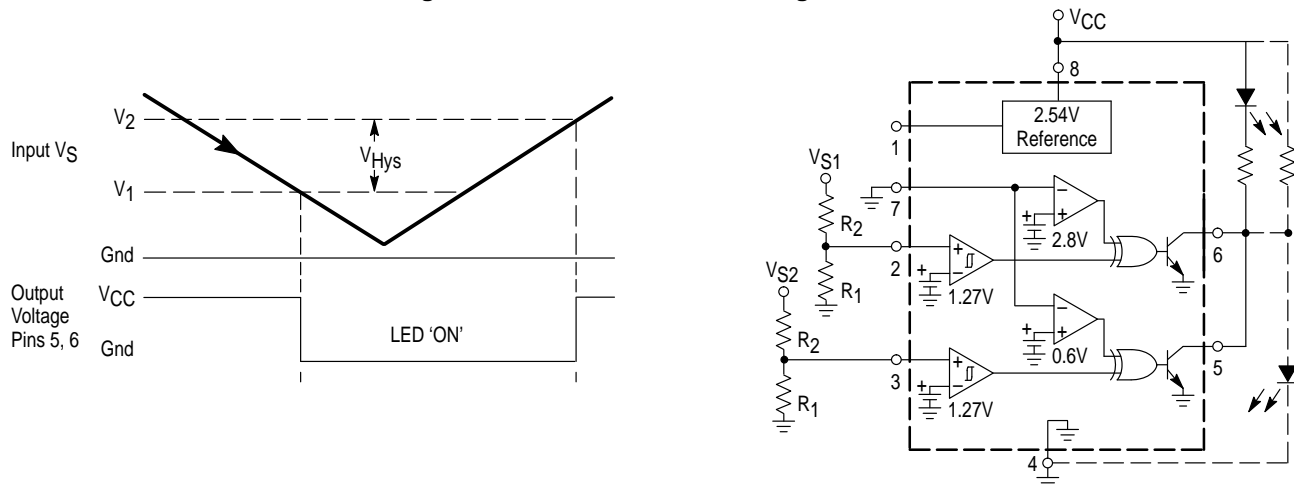 V2
Input VS
VHys
V1
Gnd
Output
Voltage
Pins 5, 6
VCC
Gnd
LED ‘ON’
VCC
8
2.54V
Reference
1
VS1
7
R2
2.8V
6
2
1.27V
R1
VS2
R2
0.6V
5
3
1.27V
R1
4